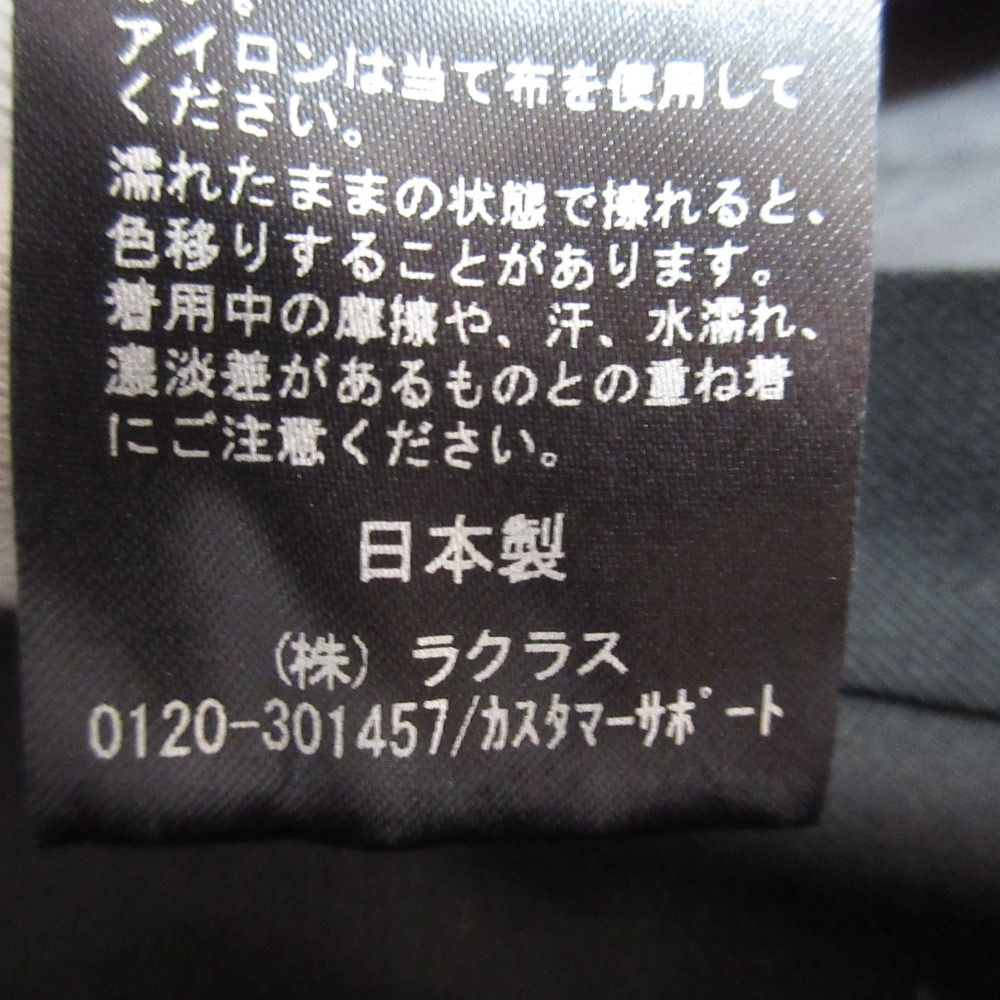 アイロンは当て布を使用して
ください。
濡れたままの状態で擦れると、
色移りすることがあります。
着用中の摩擦や、汗、水濡れ、
濃淡差があるものとの重ね着
にご注意ください。
日本製
(株) ラクラス
0120-301457/ｶｽﾀﾏｰｻﾎﾟｰﾄ